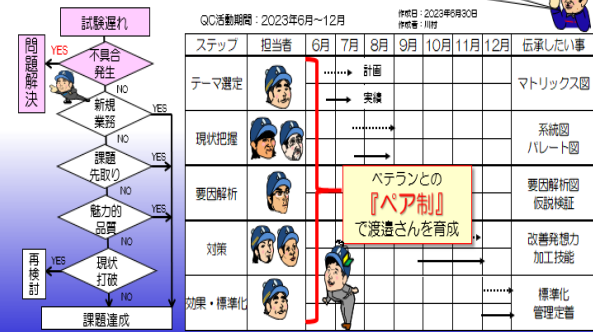 試験遅れ
問題解決
YES
不具合
発生
NO
新規
業務
YES
課題
先取り
YES
NO
魅力的
品質
YES
NO
再検討
YES
現状
打破
NO
課題達成
QC活動期間：2023年6月～12月
作成日：2023年6月30日
作成者：川村
ステップ 担当者 6月 7月 8月 9月 10月 11月 12月 伝承したい事
テーマ選定
計画
実績
マトリックス図
現状把握
系統図
パレート図
要因解析
要因解析図
仮説検証
対策
改善発想力
加工技能
効果・標準化
標準化
管理定着
ベテランとの
『ペア制』
で渡邉さんを育成